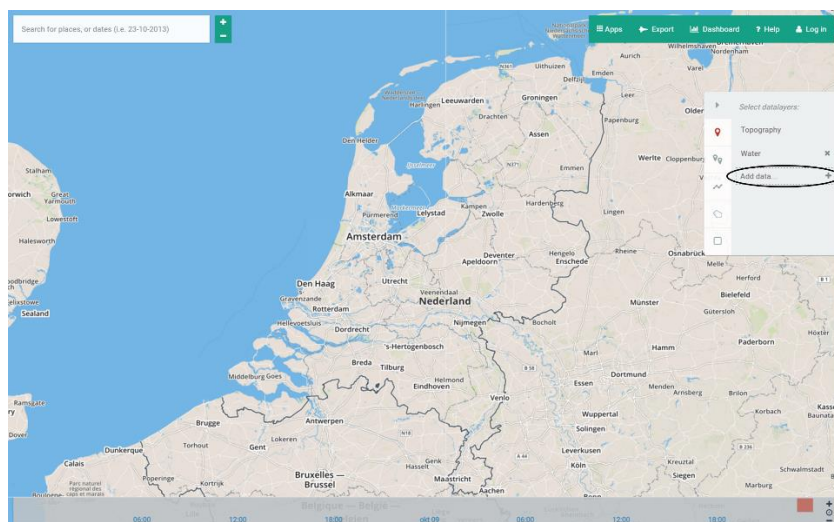 Search for places, or dates (i.e. 23-10-2013)
+
−
Apps Export Dashboard ? Help Log in
Wilhelmshaven
Nordenham
Aurich
Varel
Uithuizen
Delfzijl
Emden
Leer
Papenburg
Harlingen
Leeuwarden
Groningen
Drachten
Assen
Den Helder
Emmen
Werlte
Cloppenburg
Select datalayers:
Topography
Water
Add data...
Stalham
Great Yarmouth
Lowestoft
Halesworth
Sealand
Alkmaar
Purmerend
Lelystad
Kampen
Zwolle
Hardenberg
Lingen
Amsterdam
Deventer
Apeldoorn
Hengelo
Enschede
Rheine
Osnabrück
Melle
Herford
Bielefeld
Gütersloh
Den Haag
's-Gravenzande
Utrecht
Veenendaal
Nederland
Rotterdam
Hellevoetsluis
Dordrecht
Nijmegen
Bocholt
Münster
Höxter
Paderborn
's-Hertogenbosch
Breda
Tilburg
Middelburg
Goes
Helmond
Eindhoven
Venlo
Marl
Hamm
Dortmund
Essen
Menden
Arnsberg
Brilon
Korbach
Ramsgate
Dover
Brugge
Antwerpen
Wuppertal
Solingen
Dunkerque
Torhout
Gent
Lokeren
Calais
Genk
Hasselt
Leverkusen
Köln
Kreuztal
Siegen
Marburg
Schwalmstadt
Parc naturel
régional des
caps et marais
Poperinge
Kortrijk
Bruxelles —
Brussel
Maastricht
Aachen
Belgique — België —
06:00 12:00 18:00 06:00 12:00 18:00